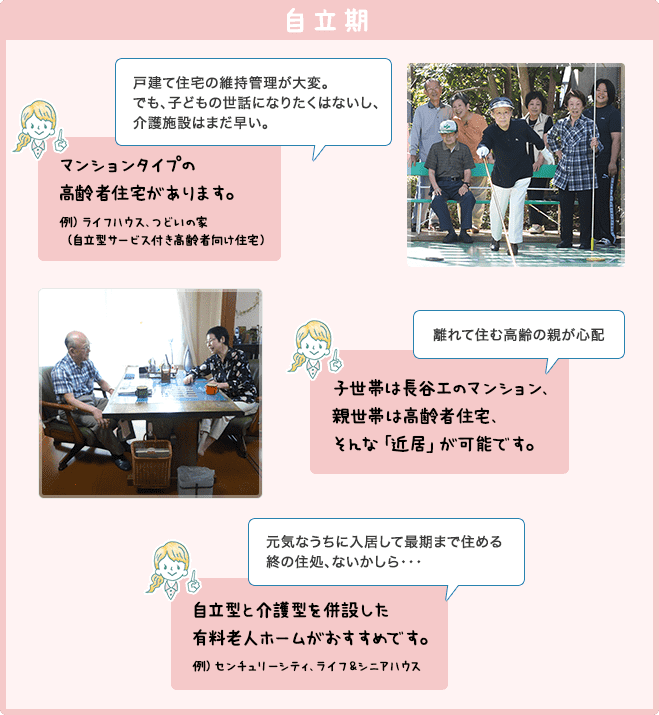 自立期
戸建て住宅の維持管理が大変。
でも、子どもの世話になりたくはないし、
介護施設はまだ早い。
マンションタイプの
高齢者住宅があります。
例）ライフハウス、つどいの家
（自立型サービス付き高齢者向け住宅）
離れて住む高齢の親が心配
子世帯は長谷工のマンション、
親世帯は高齢者住宅、
そんな「近居」が可能です。
元気なうちに入居して最期まで住める
終の住処、ないかしら・・・
自立型と介護型を併設した
有料老人ホームがおすすめです。
例）センチュリーシティ、ライフ＆シニアハウス